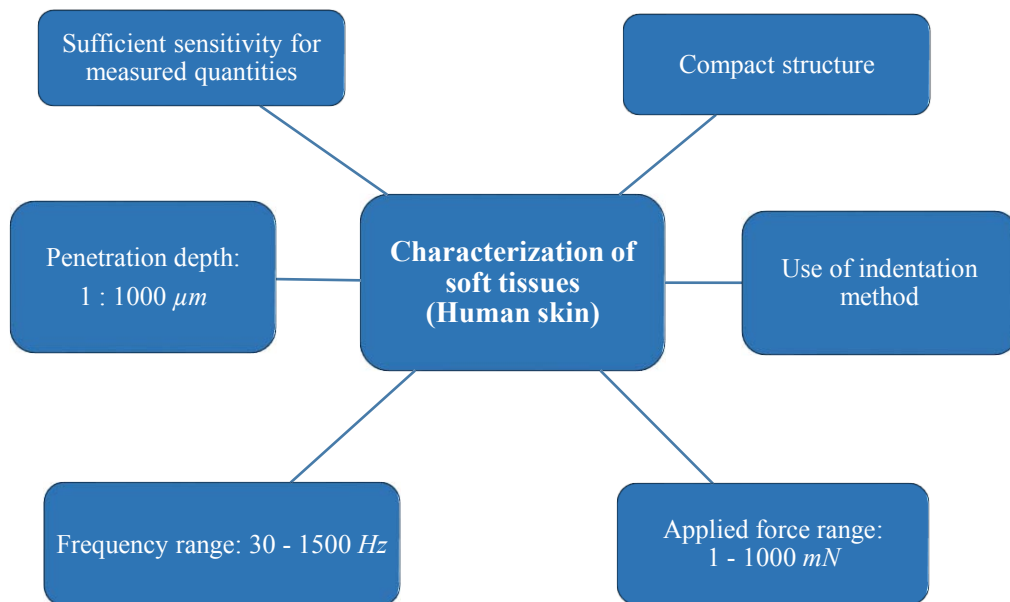 Sufficient sensitivity for
measured quantities
Compact structure
Penetration depth:
1 : 1000 µm
Characterization of
soft tissues
(Human skin)
Use of indentation
method
Frequency range: 30 - 1500 Hz
Applied force range:
1 - 1000 mN